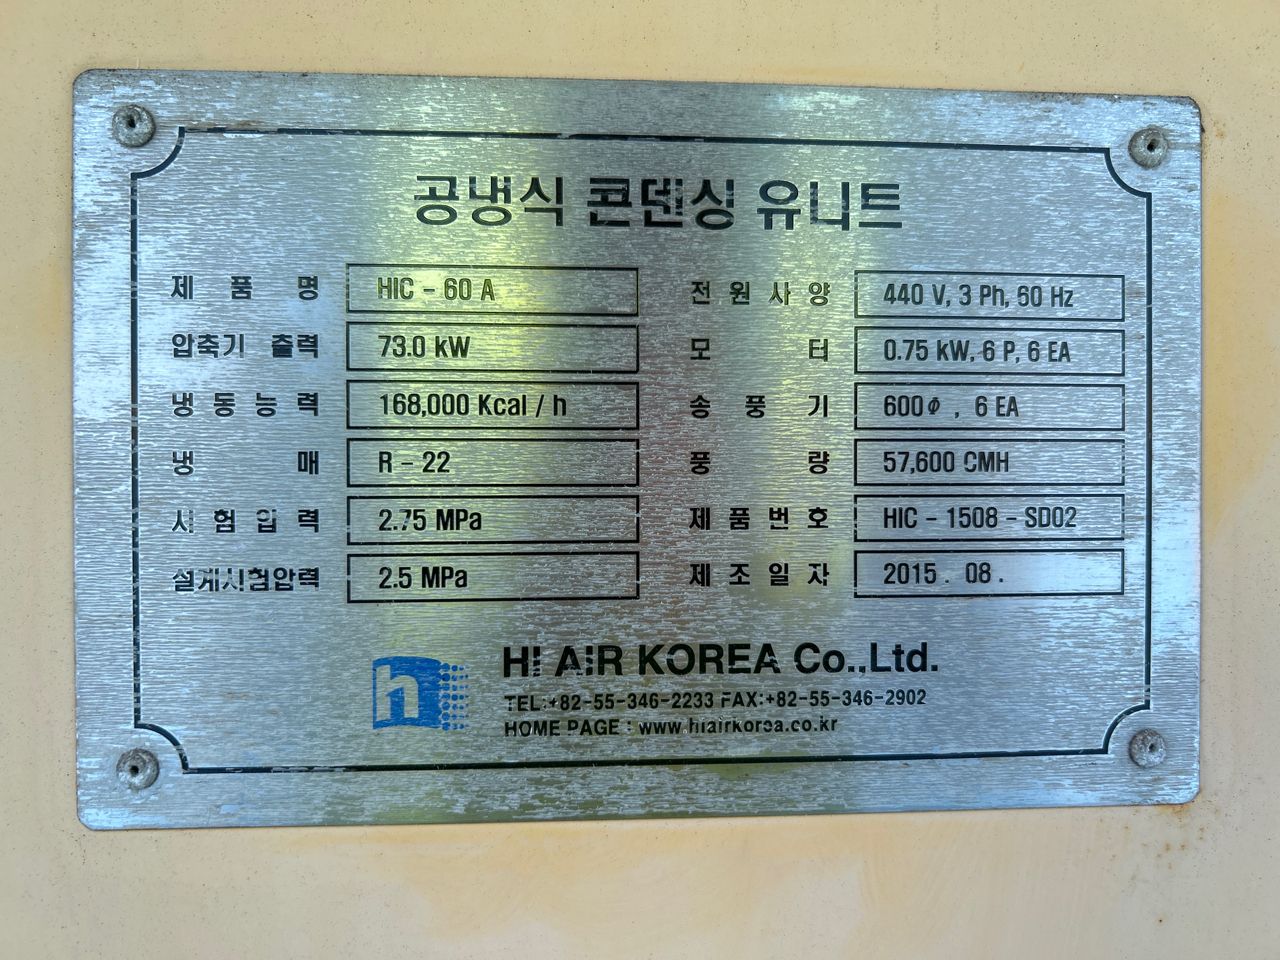 공냉식 콘덴싱 유니트
제 품 명 HIC - 60 A 전 원 사 양 440 V, 3 Ph, 60 Hz
압축기 출력 73.0 kW 모 터 0.75 kW, 6 P, 6 EA
냉 동 능 력 168,000 Kcal / h 송 풍 기 600Φ , 6 EA
냉 매 R - 22 풍 량 57,600 CMH
시 험 압 력 2.75 MPa 제 품 번 호 HIC - 1508 - SD02
설계시험압력 2.5 MPa 제 조 일 자 2015 . 08 .
h
HI AIR KOREA Co.,Ltd.
TEL:+82-55-346-2233 FAX:+82-55-346-2902
HOME PAGE : www.hiairkorea.co.kr